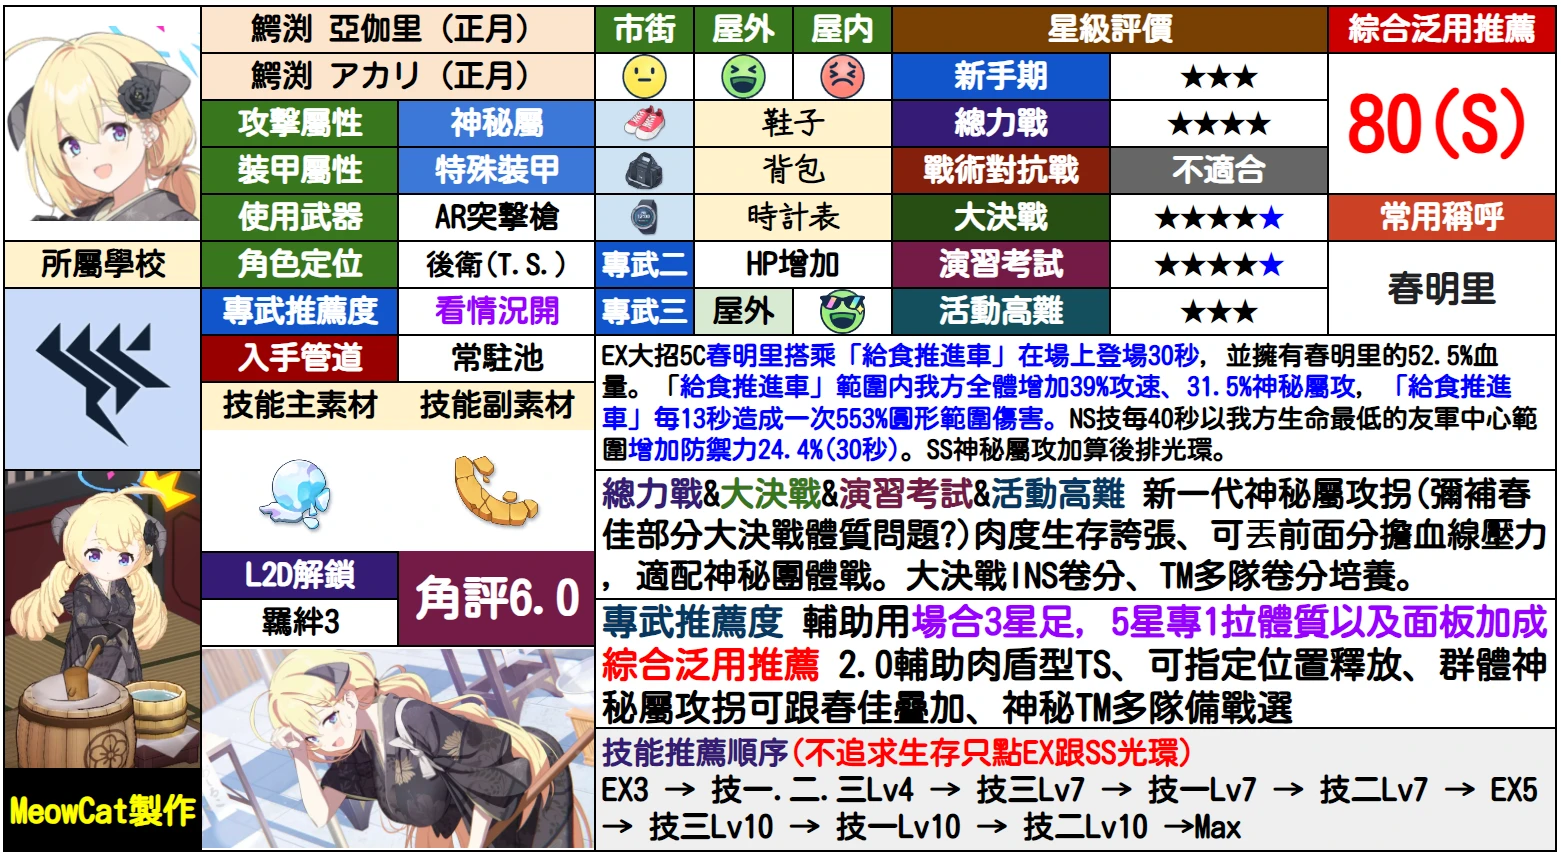 鰐渕 亞伽里 (正月)
鰐渕 アカリ (正月)
市街 屋外 屋內
星級評價
綜合泛用推薦
新手期 ★★★
80(S)
攻擊屬性 神秘屬
鞋子
總力戰 ★★★★
裝甲屬性 特殊裝甲
背包
戰術對抗戰 不適合
使用武器 AR突擊槍
時計表
大決戰 ★★★★★
常用稱呼
所屬學校
角色定位 後衛(T.S.)
專武二 HP增加
演習考試 ★★★★★
春明里
專武推薦度 看情況開
專武三 屋外
活動高難 ★★★
入手管道 常駐池
技能主素材 技能副素材
EX大招5C春明里搭乘「給食推進車」在場上登場30秒, 並擁有春明里的52.5%血
量。「給食推進車」範圍內我方全體增加39%攻速、31.5%神秘屬攻, 「給食推進
車」每13秒造成一次553%圓形範圍傷害。NS技每40秒以我方生命最低的友軍中心範
圍增加防禦力24.4%(30秒)。SS神秘屬攻加算後排光環。
總力戰&大決戰&演習考試&活動高難 新一代神秘屬攻拐(彌補春
佳部分大決戰體質問題?)肉度生存誇張、可丟前面分擔血線壓力
, 適配神秘團體戰。大決戰INS卷分、TM多隊卷分培養。
L2D解鎖
羈絆3
角評6.0
專武推薦度 輔助用場合3星足, 5星專1拉體質以及面板加成
綜合泛用推薦 2.0輔助肉盾型TS、可指定位置釋放、群體神
秘屬攻拐可跟春佳疊加、神秘TM多隊備戰選
技能推薦順序(不追求生存只點EX跟SS光環)
EX3 → 技一.二.三Lv4 → 技三Lv7 → 技一Lv7 → 技二Lv7 → EX5
→ 技三Lv10 → 技一Lv10 → 技二Lv10 →Max
MeowCat製作